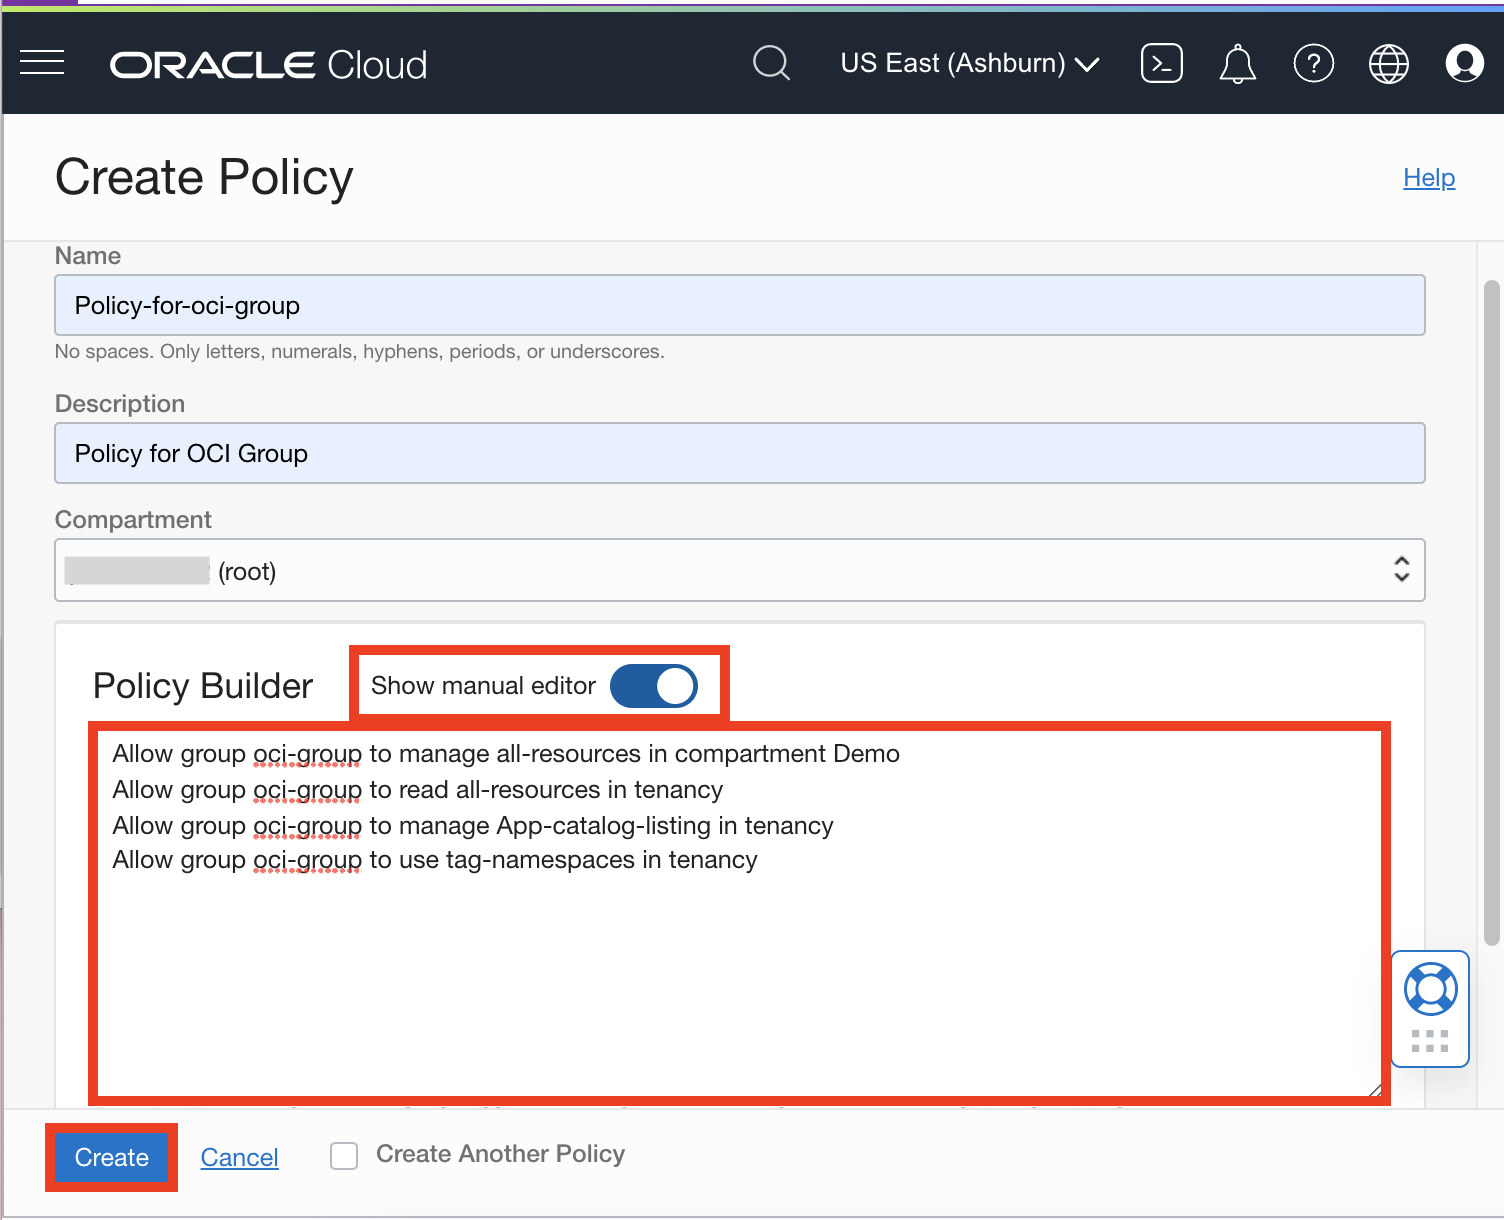 ORACLE Cloud
US East (Ashburn)
Create Policy
Help
Name
Policy-for-oci-group
No spaces. Only letters, numerals, hyphens, periods, or underscores.
Description
Policy for OCI Group
Compartment
(root)
Policy Builder
Show manual editor
Allow group oci-group to manage all-resources in compartment Demo
Allow group oci-group to read all-resources in tenancy
Allow group oci-group to manage App-catalog-listing in tenancy
Allow group oci-group to use tag-namespaces in tenancy
Create
Cancel
Create Another Policy